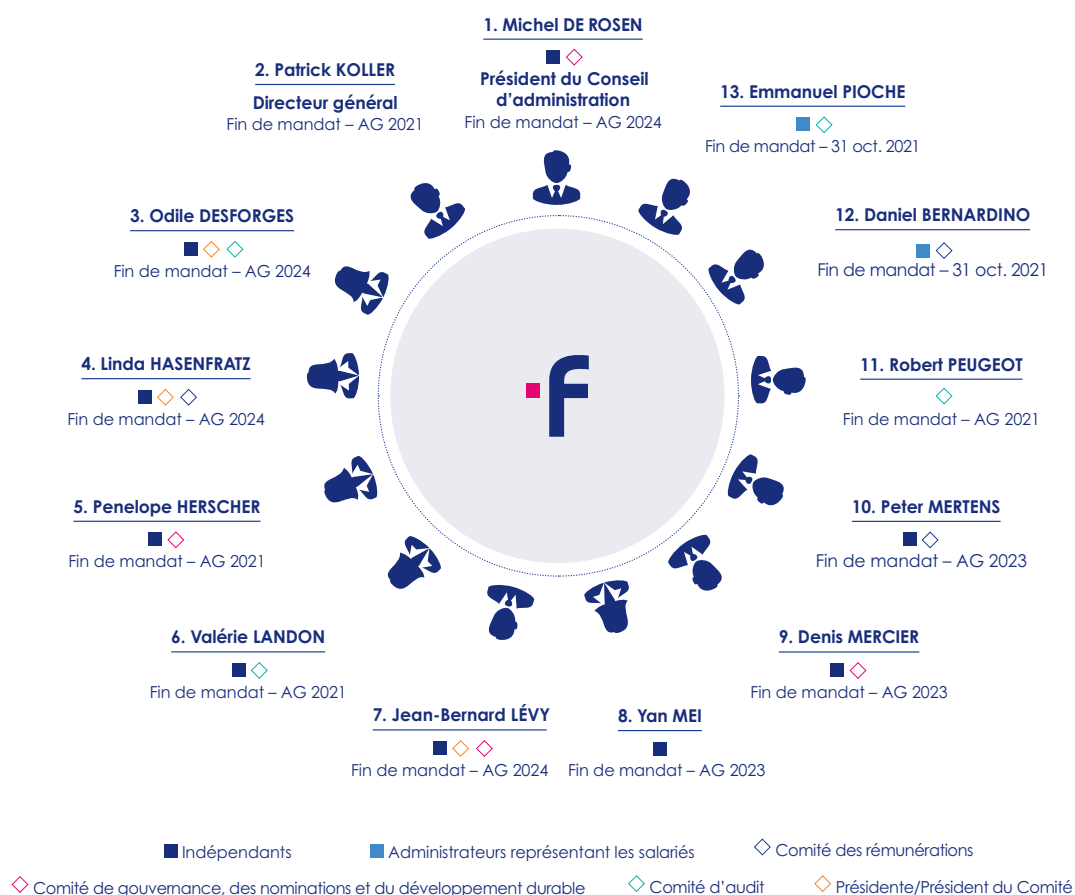 1. Michel DE ROSEN
Président du Conseil
d'administration
Fin de mandat – AG 2024
2. Patrick KOLLER
Directeur général
Fin de mandat – AG 2021
13. Emmanuel PIOCHE
Fin de mandat – 31 oct. 2021
3. Odile DESFORGES
Fin de mandat – AG 2024
12. Daniel BERNARDINO
Fin de mandat – 31 oct. 2021
4. Linda HASENFRATZ
Fin de mandat – AG 2024
11. Robert PEUGEOT
Fin de mandat – AG 2021
f
5. Penelope HERSCHER
Fin de mandat – AG 2021
10. Peter MERTENS
Fin de mandat – AG 2023
6. Valérie LANDON
Fin de mandat – AG 2021
9. Denis MERCIER
Fin de mandat – AG 2023
7. Jean-Bernard LÉVY
Fin de mandat – AG 2024
8. Yan MEI
Fin de mandat – AG 2023
Indépendants
Administrateurs représentant les salariés
Comité des rémunérations
Comité de gouvernance, des nominations et du développement durable
Comité d'audit
Présidente/Président du Comité